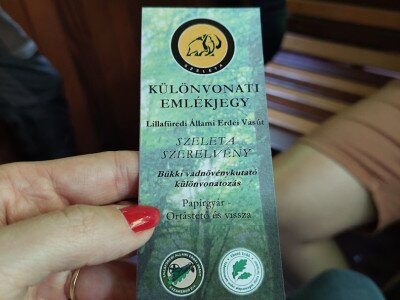 SZELETA
KÜLÖNVONATI
EMLÉKJEGY
Lillafüredi Állami Erdei Vasút
SZELETA
SZERELVÉNY
Bükki vadnövénykutató
különvonatozás
Papírgyár -
Ortástető és vissza